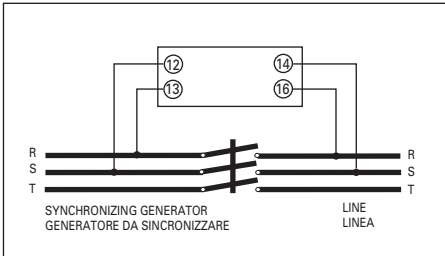 12 14
13 16
R R
S S
T T
SYNCHRONIZING GENERATOR LINE
GENERATORE DA SINCRONIZZARE LINEA